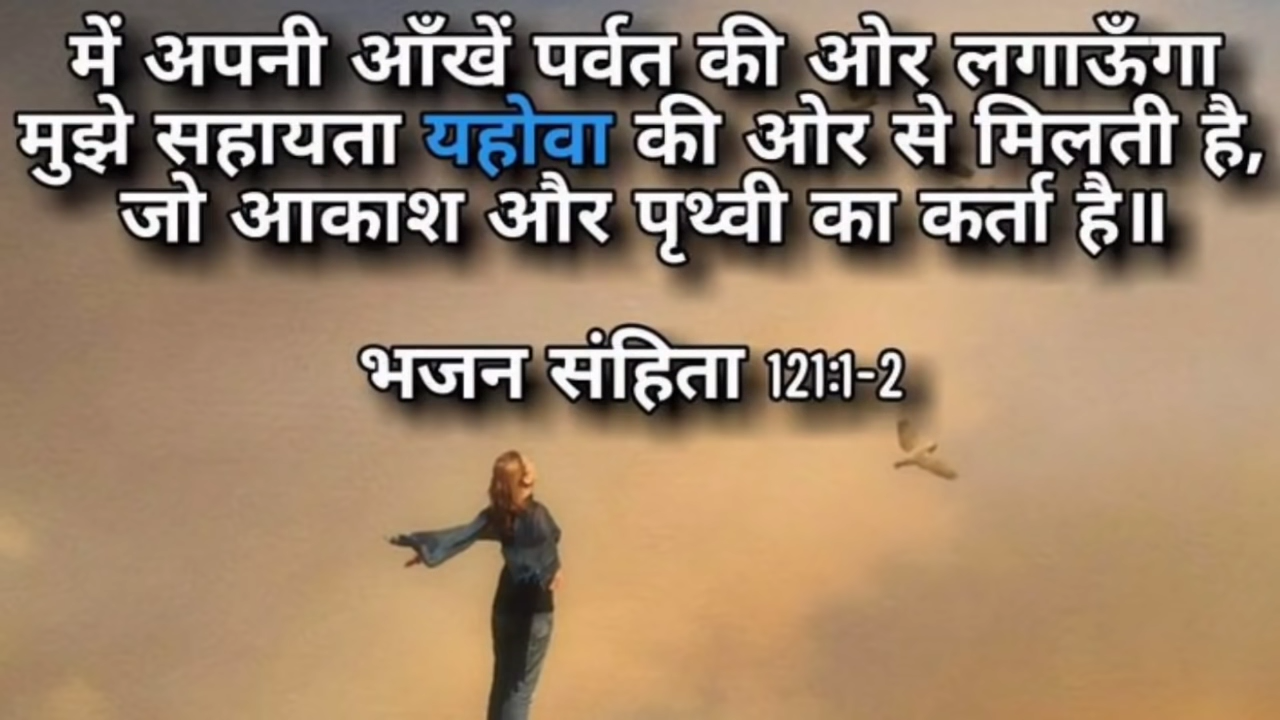 में अपनी आँखें पर्वत की ओर लगाऊँगा
मुझे सहायता यहोवा की ओर से मिलती है,
जो आकाश और पृथ्वी का कर्ता है॥
भजन संहिता 121:1-2